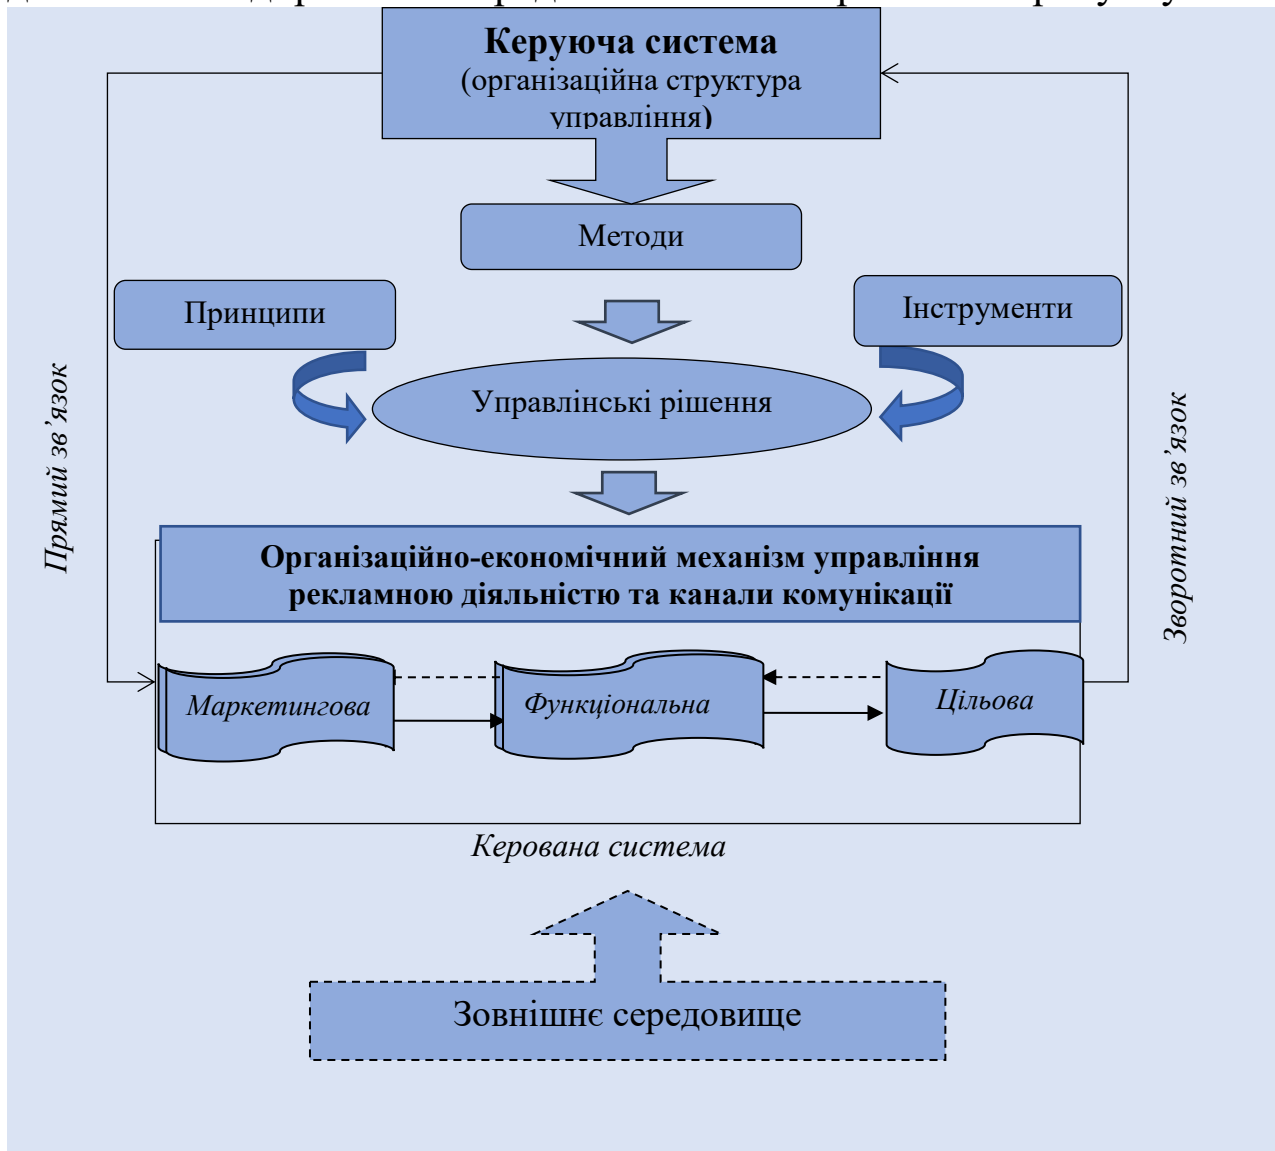 Керуюча система
(організаційна структура
управління)
Методи
Принципи
Інструменти
Управлінські рішення
Прямий зв’язок
Зворотний зв’язок
Організаційно-економічний механізм управління
рекламною діяльністю та канали комунікації
Маркетингова
Функціональна
Цільова
Керована система
Зовнішнє середовище